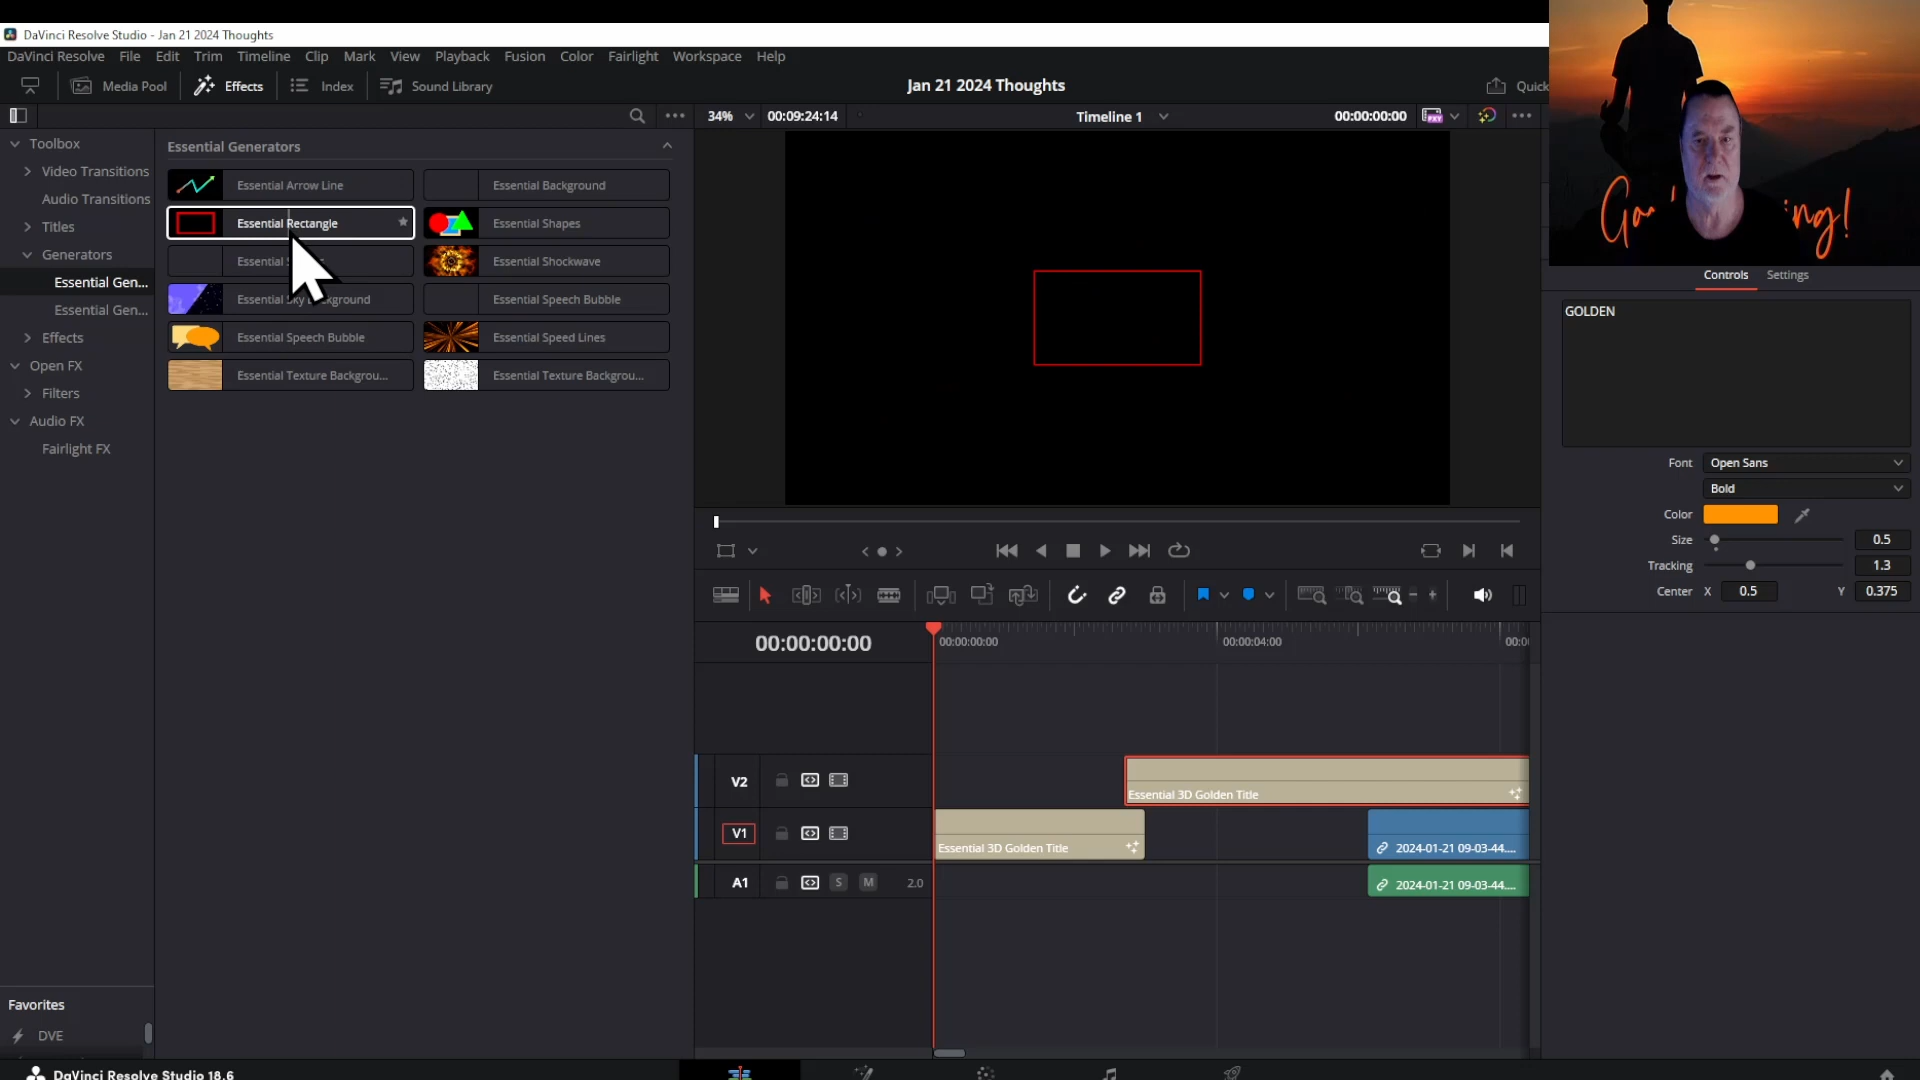 DaVinci Resolve Studio - Jan 21 2024 Thoughts
DaVinci Resolve File Edit Trim Timeline Clip Mark View Playback Fusion Color Fairlight Workspace Help
Media Pool Effects Index Sound Library Jan 21 2024 Thoughts Quick
34% 00:09:24:14 Timeline 1 00:00:00:00
Toolbox
Video Transitions
Audio Transitions
Titles
Generators
Essential Gen...
Essential Gen...
Effects
Open FX
Filters
Audio FX
Fairlight FX
Favorites
DVE
Essential Generators
Essential Arrow Line Essential Background
Essential Rectangle Essential Shapes
Essential Essential Shockwave
Essential Sky Background Essential Speech Bubble
Essential Speech Bubble Essential Speed Lines
Essential Texture Backgrou... Essential Texture Backgrou...
Controls Settings
GOLDEN
Font Open Sans
Bold
Color
Size 0.5
Tracking 1.3
Center X 0.5 Y 0.375
00:00:00:00
00:00:00:00 00:00:04:00
V2
Essential 3D Golden Title
V1
Essential 3D Golden Title 2024-01-21 09-03-44....
A1 S M 2.0 2024-01-21 09-03-44....
DaVinci Resolve Studio 18.6